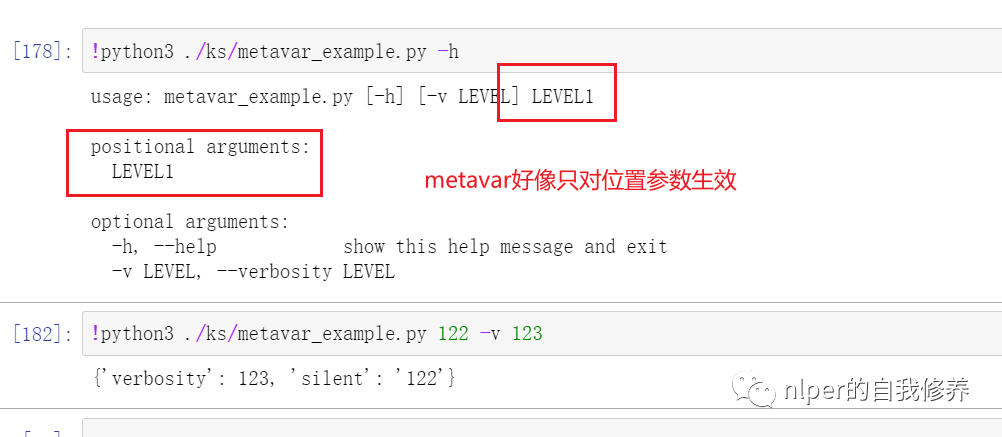 [178]: !python3 ./ks/metavar_example.py -h
usage: metavar_example.py [-h] [-v LEVEL] LEVEL1
positional arguments:
LEVEL1
metavar好像只对位置参数生效
optional arguments:
-h, --help show this help message and exit
-v LEVEL, --verbosity LEVEL
[182]: !python3 ./ks/metavar_example.py 122 -v 123
{'verbosity': 123, 'silent': '122'}
nlper的自我修养